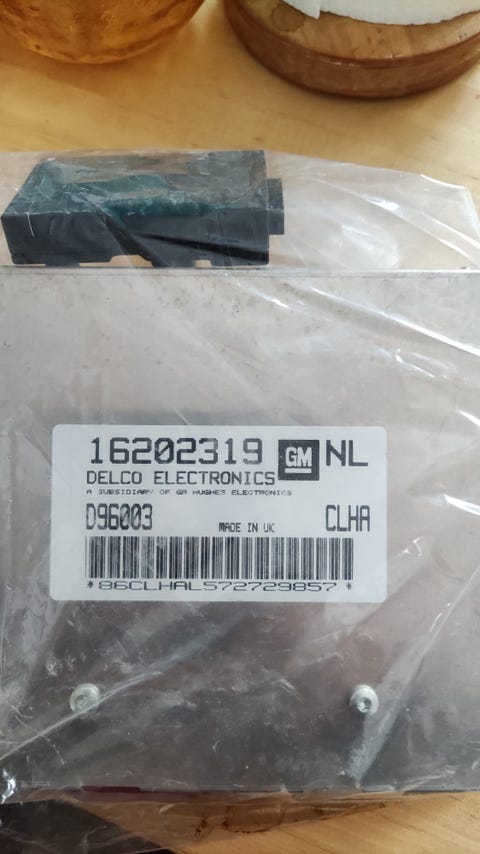 16202319 GM NL
DELCO ELECTRONICS
A SUBSIDIARY OF GM HUGHES ELECTRONICS
D96003 MADE IN UK CLHA
*86CLHAL572729857*